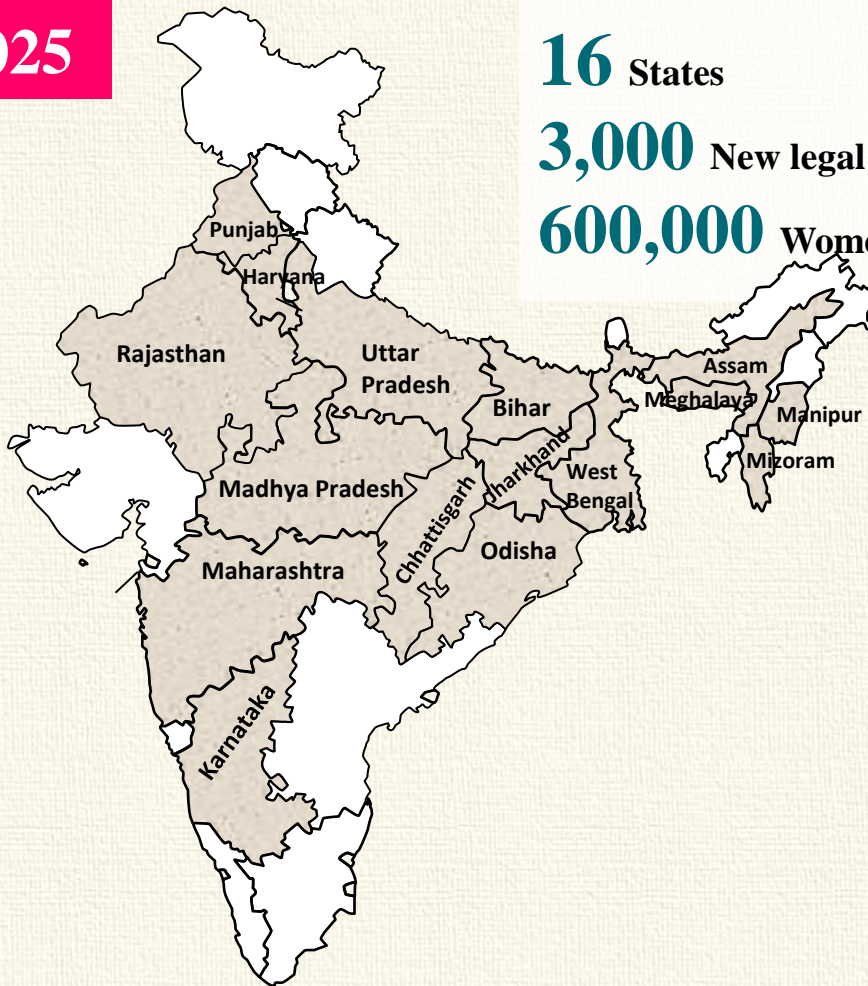 025
16 States
3,000 New legal
600,000 Wome
Punjab
Haryana
Rajasthan
Uttar
Pradesh
Assam
Bihar
Meghalaya
Manipur
Jharkhand
West
Bengal
Mizoram
Madhya Pradesh
Chhattisgarh
Odisha
Maharashtra
Karnataka